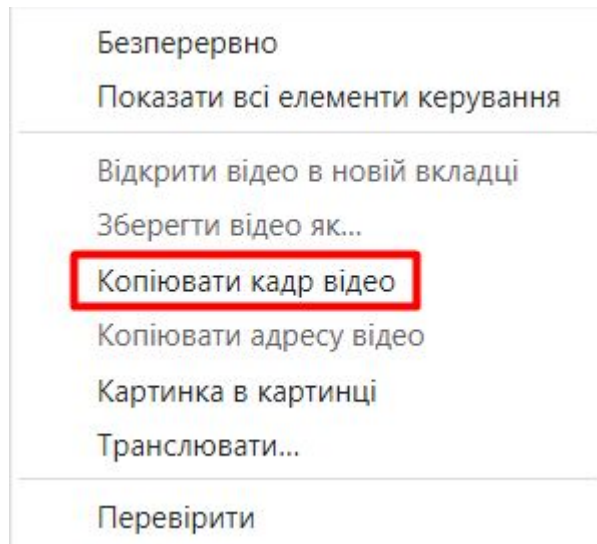 Безперервно
Показати всі елементи керування
Відкрити відео в новій вкладці
Зберегти відео як...
Копіювати кадр відео
Копіювати адресу відео
Картинка в картинці
Транслювати...
Перевірити